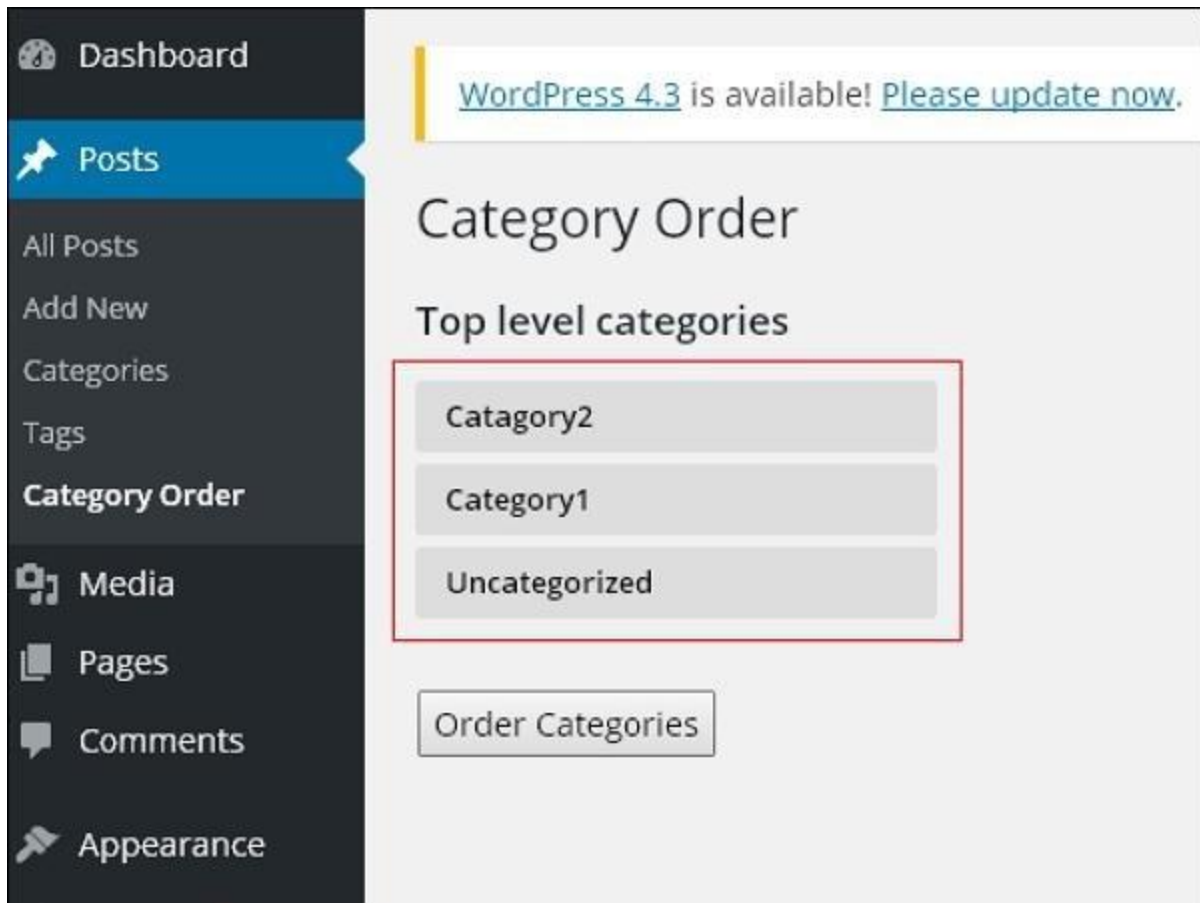 Dashboard
Posts
All Posts
Add New
Categories
Tags
Category Order
Media
Pages
Comments
Appearance
WordPress 4.3 is available! Please update now.
Category Order
Top level categories
Catagory2
Category1
Uncategorized
Order Categories